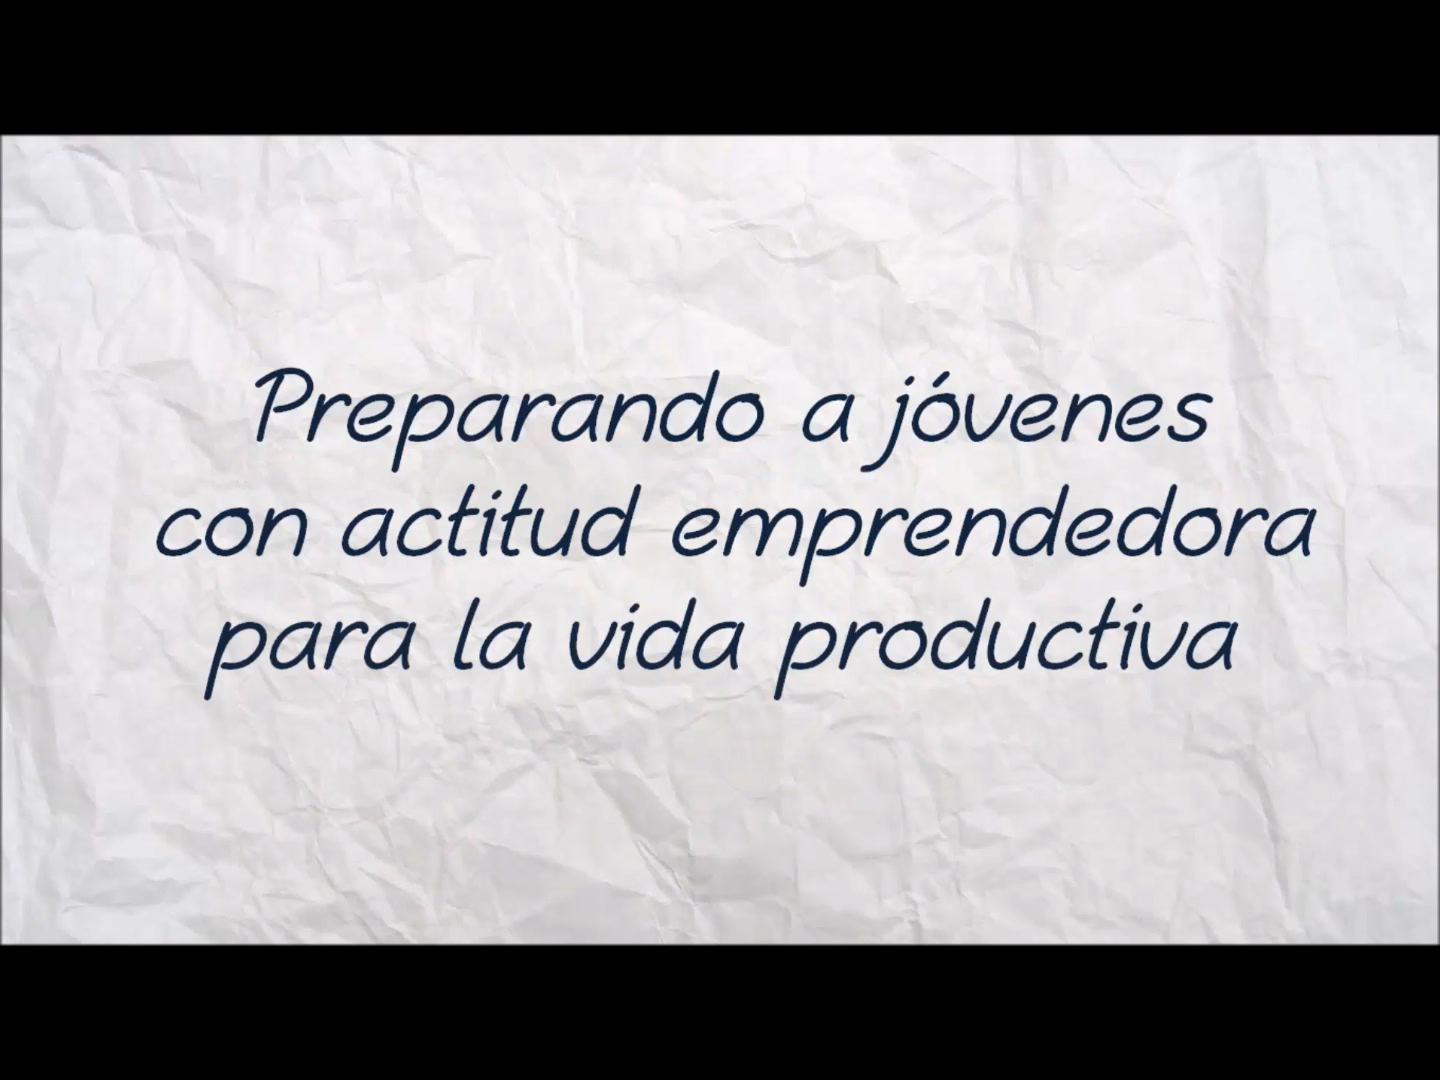 Preparando a jóvenes
con actitud emprendedora
para la vida productiva